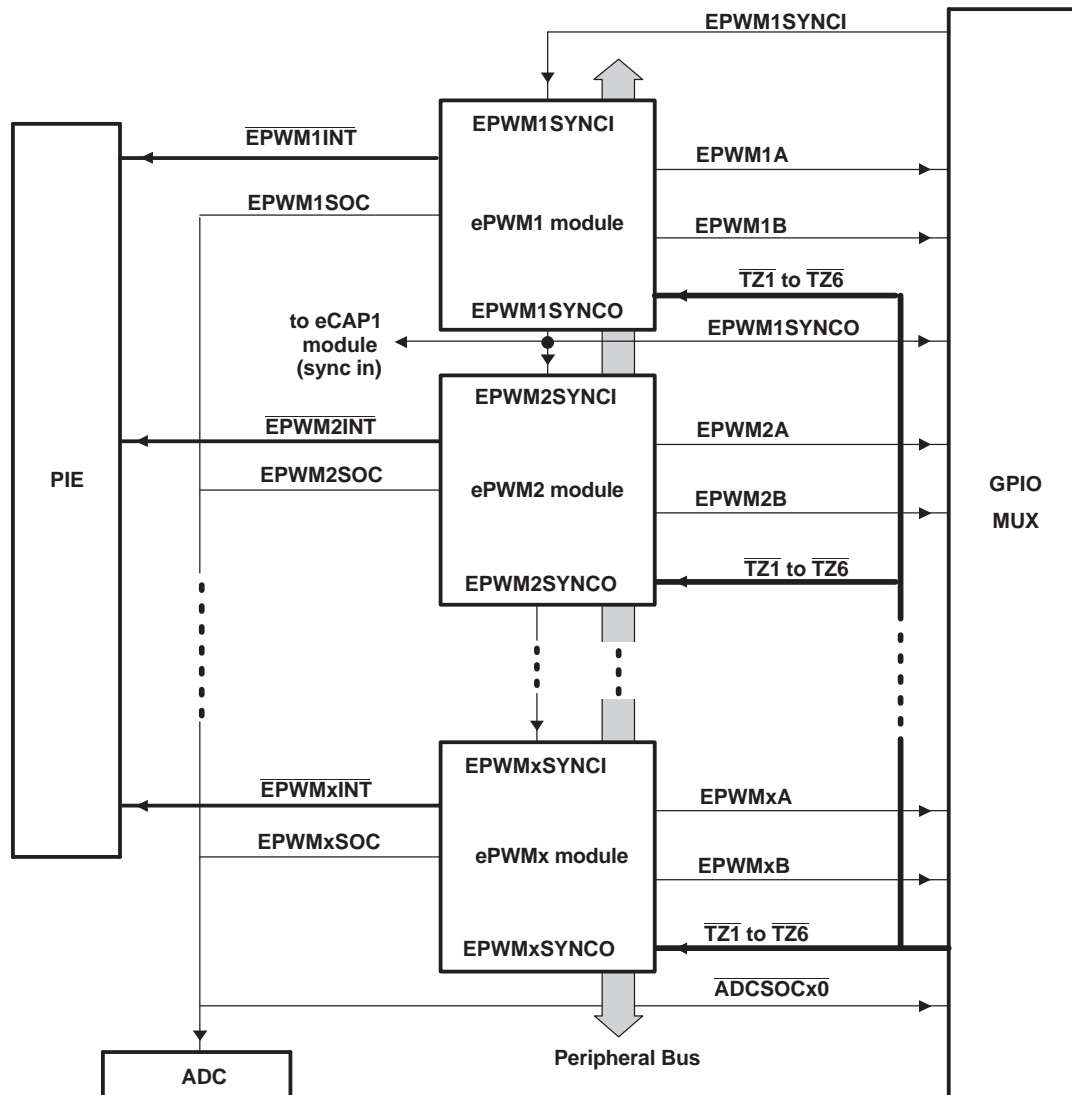 EPWM1SYNCI
EPWM1SYNCI
EPWM1INT
EPWM1A
EPWM1SOC
ePWM1 module
EPWM1B
TZ1 to TZ6
EPWM1SYNCO
to eCAP1
module
(sync in)
EPWM1SYNCO
EPWM2SYNCI
EPWM2INT
EPWM2A
PIE
EPWM2SOC
ePWM2 module
EPWM2B
GPIO
MUX
TZ1 to TZ6
EPWM2SYNCO
EPWMxSYNCI
EPWMxINT
EPWMxA
EPWMxSOC
ePWMx module
EPWMxB
TZ1 to TZ6
EPWMxSYNCO
ADCSOCx0
Peripheral Bus
ADC